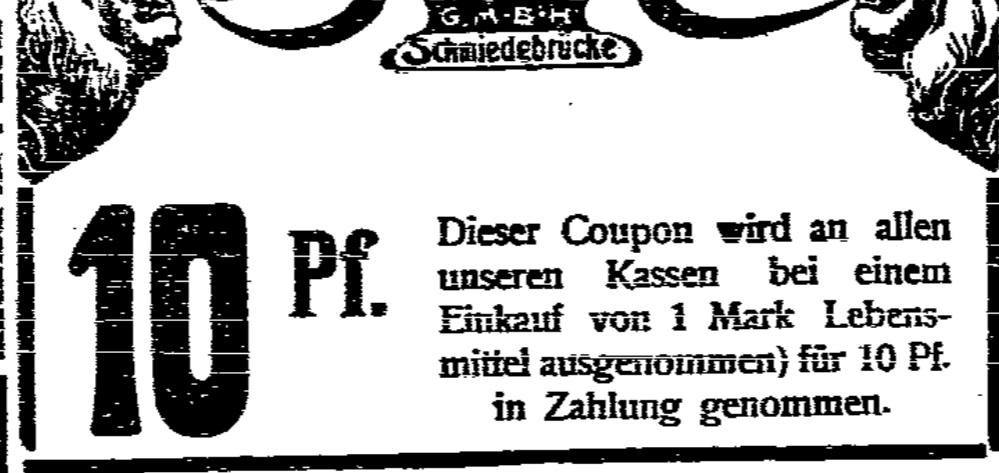 G.M.B.H
Schmiedebrücke
10 Pf.
Dieser Coupon wird an allen
unseren Kassen bei einem
Einkauf von 1 Mark Lebens-
mittel ausgenommen) für 10 Pf.
in Zahlung genommen.